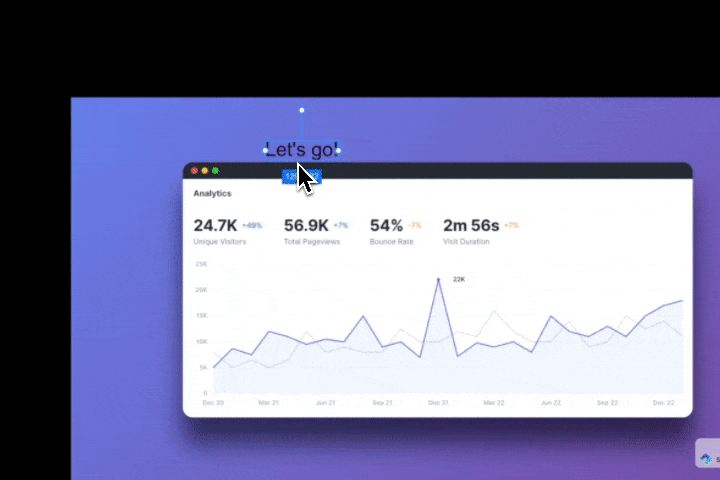 Let's go!
Analytics
24.7K +49% 56.9K +7% 54% -7% 2m 56s +7%
Unique Visitors Total Pageviews Bounce Rate Visit Duration
25K
22K
20K
15K
10K
5K
0
Dec 20 Mar 21 Jun 21 Sep 21 Dec 21 Mar 22 Jun 22 Sep 22 Dec 22